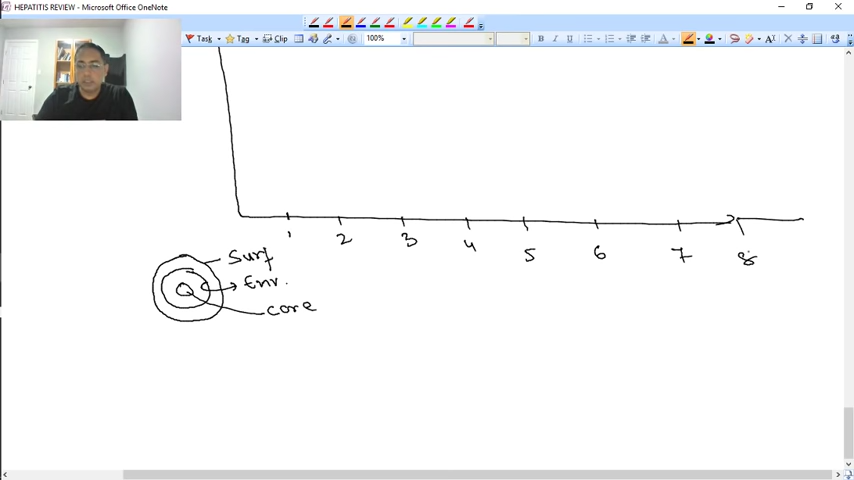 HEPATITIS REVIEW - Microsoft Office OneNote
Task Tag Clip 100% B I U A
1 2 3 4 5 6 7 8
Surf
Env.
core